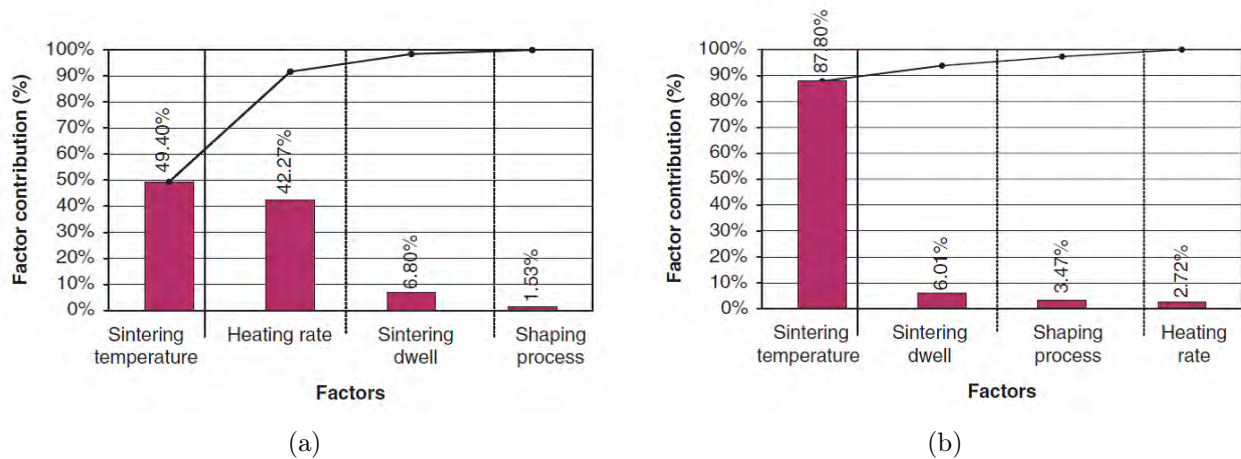 100%
90%
80%
70%
60%
50%
40%
30%
20%
10%
0%
Factor contribution (%)
49.40%
42.27%
6.80%
1.53%
Sintering temperature
Heating rate
Sintering dwell
Shaping process
Factors
(a)
100%
90%
80%
70%
60%
50%
40%
30%
20%
10%
0%
Factor contribution (%)
87.80%
6.01%
3.47%
2.72%
Sintering temperature
Sintering dwell
Shaping process
Heating rate
Factors
(b)